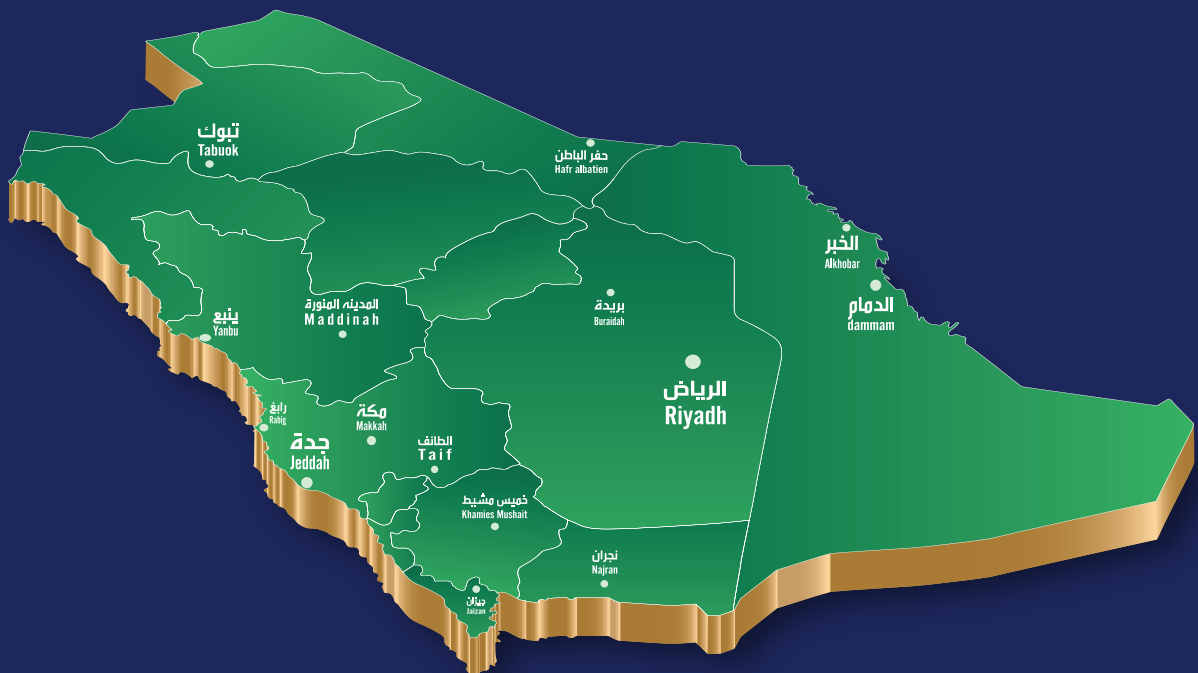 تبوك
Tabuok
حفر الباطن
Hafr albatien
الخبر
Alkhobar
الدمام
dammam
بريدة
Buraidah
المدينه المنورة
Maddinah
ينبع
Yanbu
الرياض
Riyadh
رابغ
Rabig
مكة
Makkah
جدة
Jeddah
الطائف
Taif
خميس مشيط
Khamies Mushait
نجران
Najran
جيزان
Jaizan